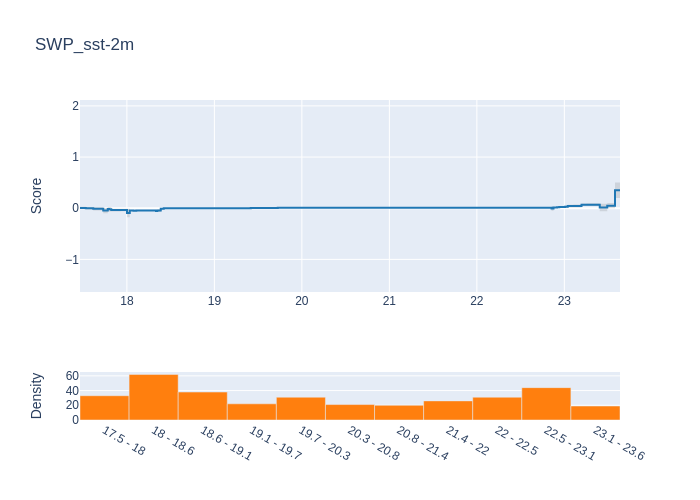 SWP_sst-2m
Score
2
1
0
−1
18 19 20 21 22 23
Density
60
40
20
0
17.5 - 18
18 - 18.6
18.6 - 19.1
19.1 - 19.7
19.7 - 20.3
20.3 - 20.8
20.8 - 21.4
21.4 - 22
22 - 22.5
22.5 - 23.1
23.1 - 23.6